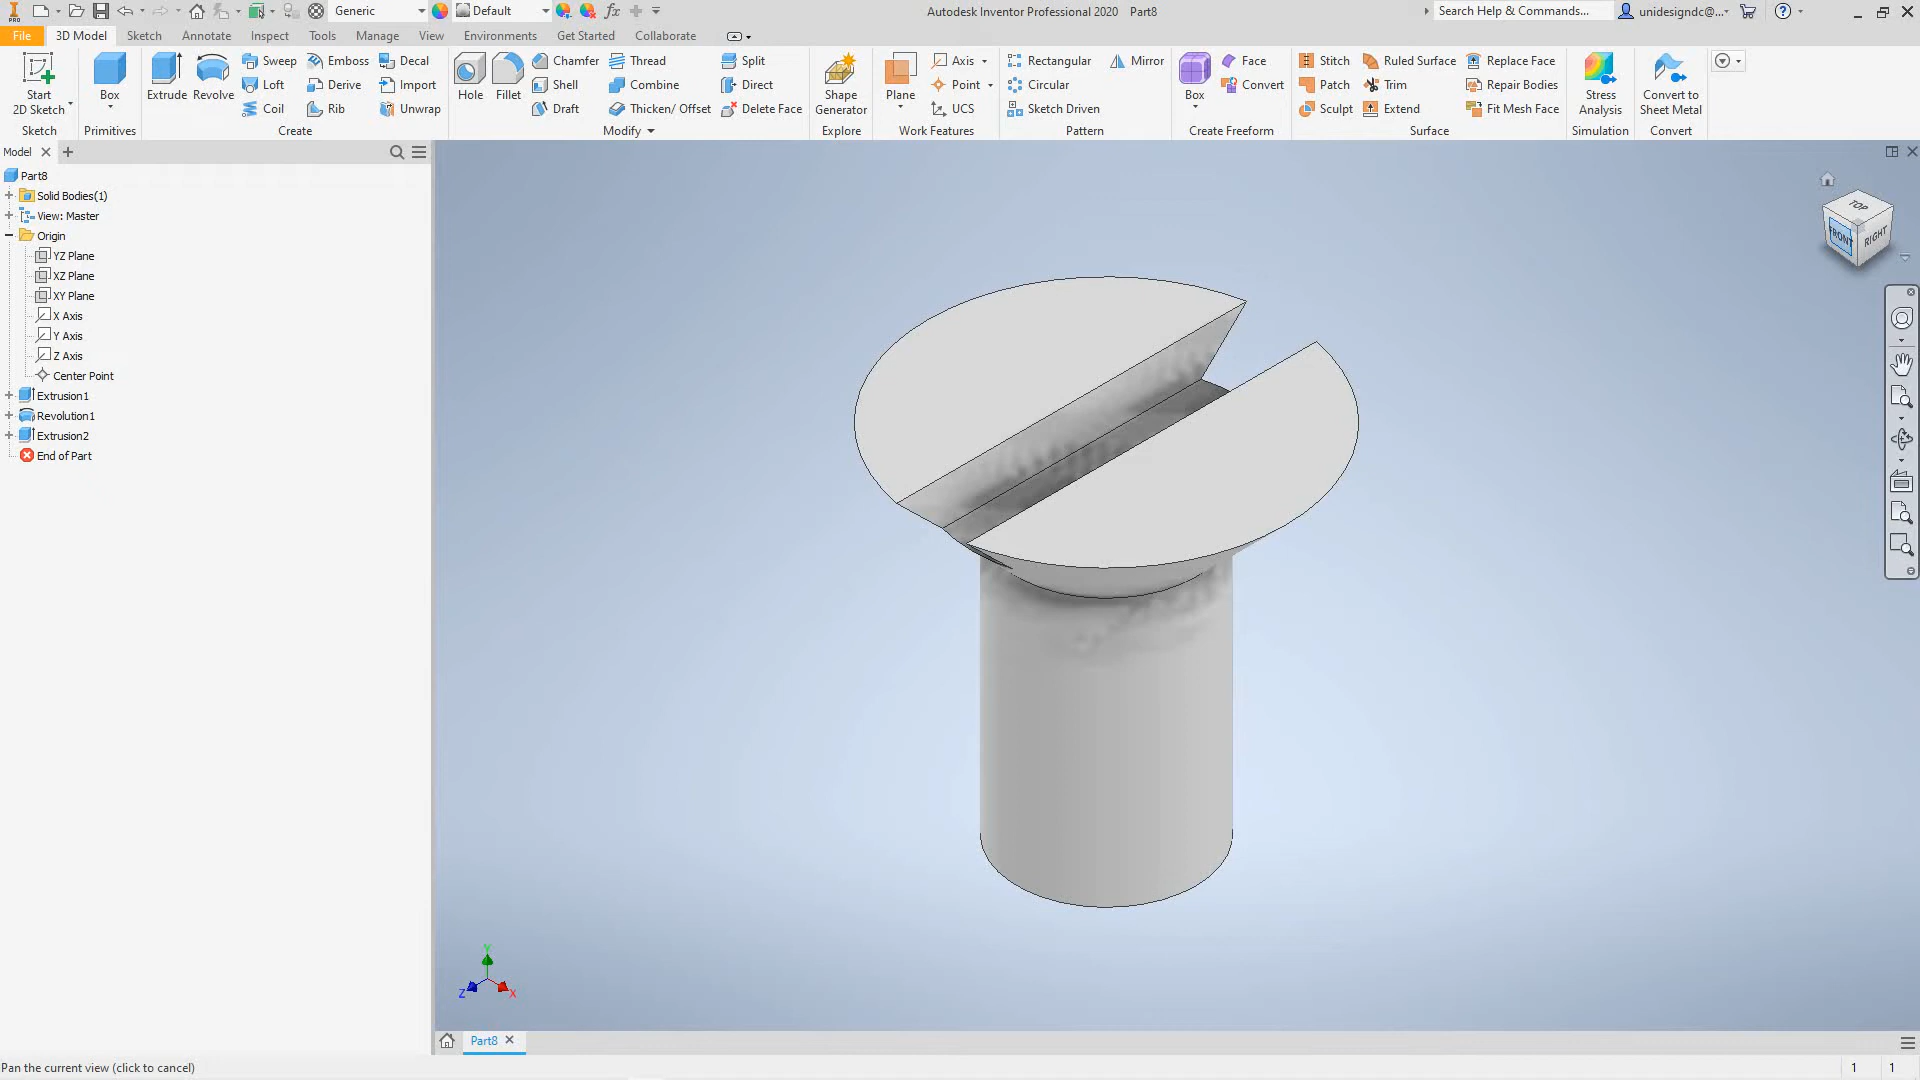 Generic
Default
fx
Autodesk Inventor Professional 2020 Part8
Search Help & Commands...
unidesigndc@...
PRO
File 3D Model Sketch Annotate Inspect Tools Manage View Environments Get Started Collaborate
Start
2D Sketch
Sketch
Box
Primitives
Extrude
Revolve
Sweep
Loft
Coil
Emboss
Derive
Rib
Decal
Import
Unwrap
Create
Hole
Fillet
Chamfer
Shell
Draft
Thread
Combine
Thicken/ Offset
Split
Direct
Delete Face
Modify
Shape
Generator
Explore
Plane
Axis
Point
UCS
Work Features
Rectangular
Circular
Sketch Driven
Mirror
Pattern
Box
Face
Convert
Create Freeform
Stitch
Patch
Sculpt
Ruled Surface
Trim
Extend
Replace Face
Repair Bodies
Fit Mesh Face
Surface
Stress
Analysis
Simulation
Convert to
Sheet Metal
Convert
Model
Part8
Solid Bodies(1)
View: Master
Origin
YZ Plane
XZ Plane
XY Plane
X Axis
Y Axis
Z Axis
Center Point
Extrusion1
Revolution1
Extrusion2
End of Part
TOP
FRONT
RIGHT
Y
Z
X
Part8
Pan the current view (click to cancel)
1
1